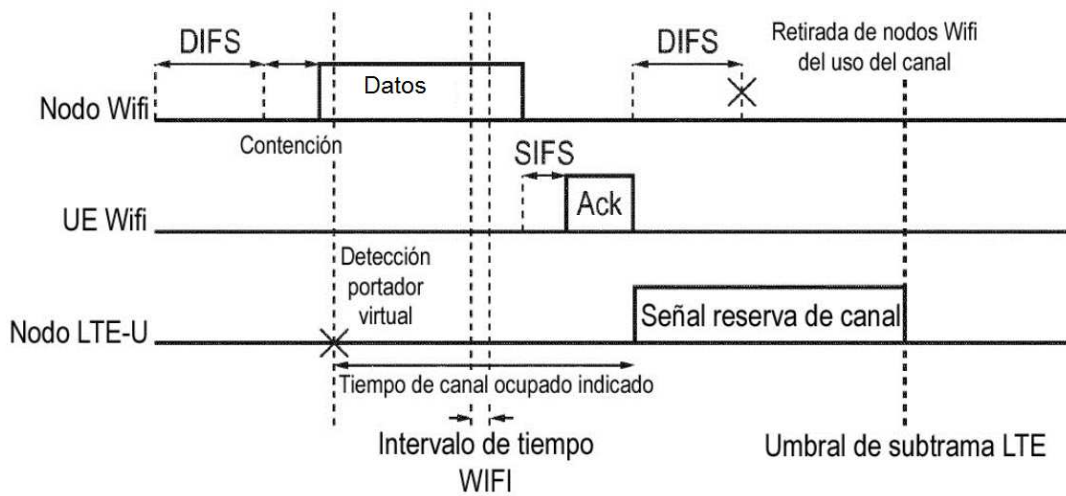 DIFS
DIFS
Retirada de nodos Wifi
del uso del canal
Datos
Nodo Wifi
Contención
SIFS
Ack
UE Wifi
Detección
portador
virtual
Señal reserva de canal
Nodo LTE-U
Tiempo de canal ocupado indicado
Intervalo de tiempo
WIFI
Umbral de subtrama LTE